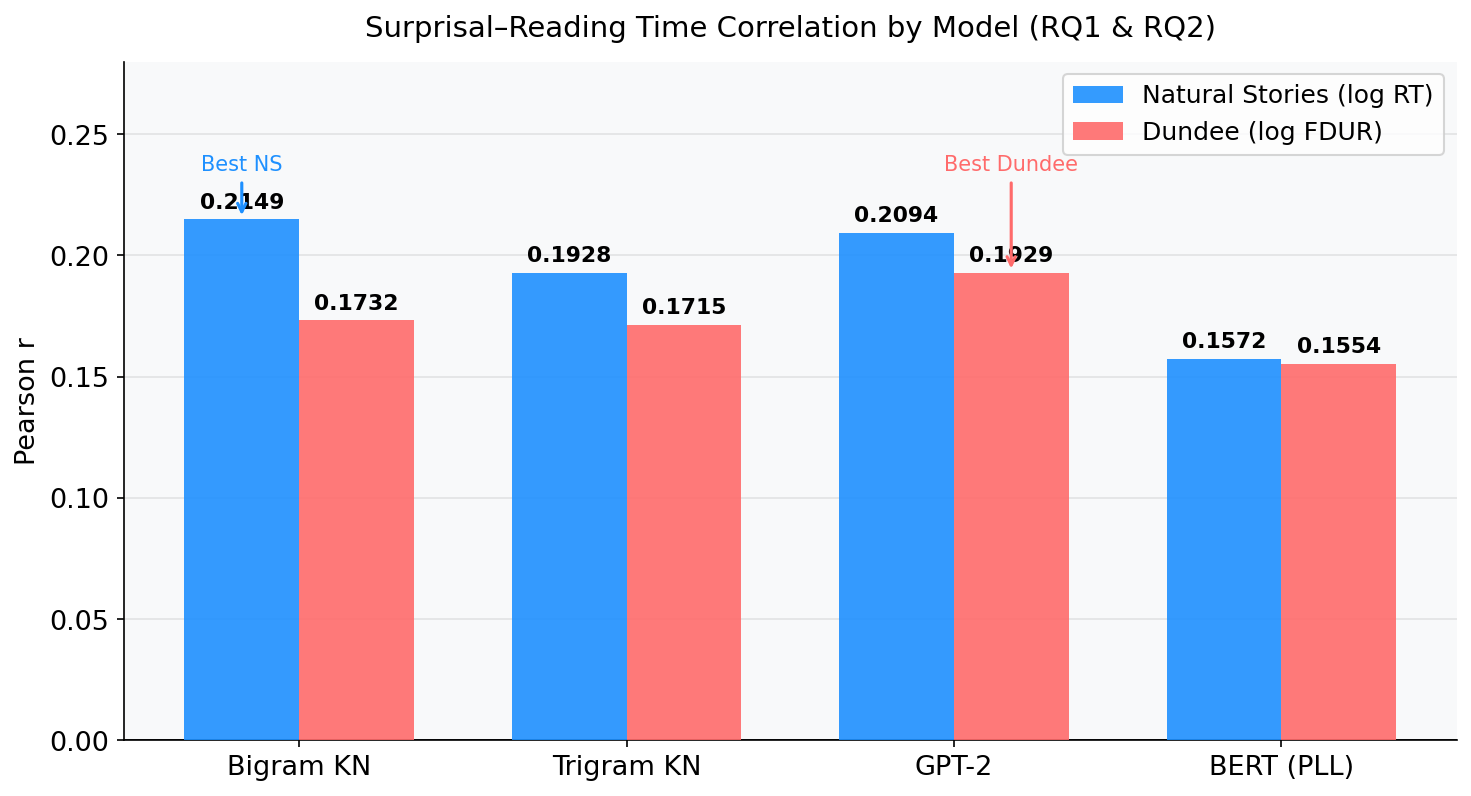 Surprisal–Reading Time Correlation by Model (RQ1 & RQ2)
Natural Stories (log RT)
Dundee (log FDUR)
Best NS
Best Dundee
0.2149
0.1732
0.1928
0.1715
0.2094
0.1929
0.1572
0.1554
Pearson r
0.25
0.20
0.15
0.10
0.05
0.00
Bigram KN
Trigram KN
GPT-2
BERT (PLL)